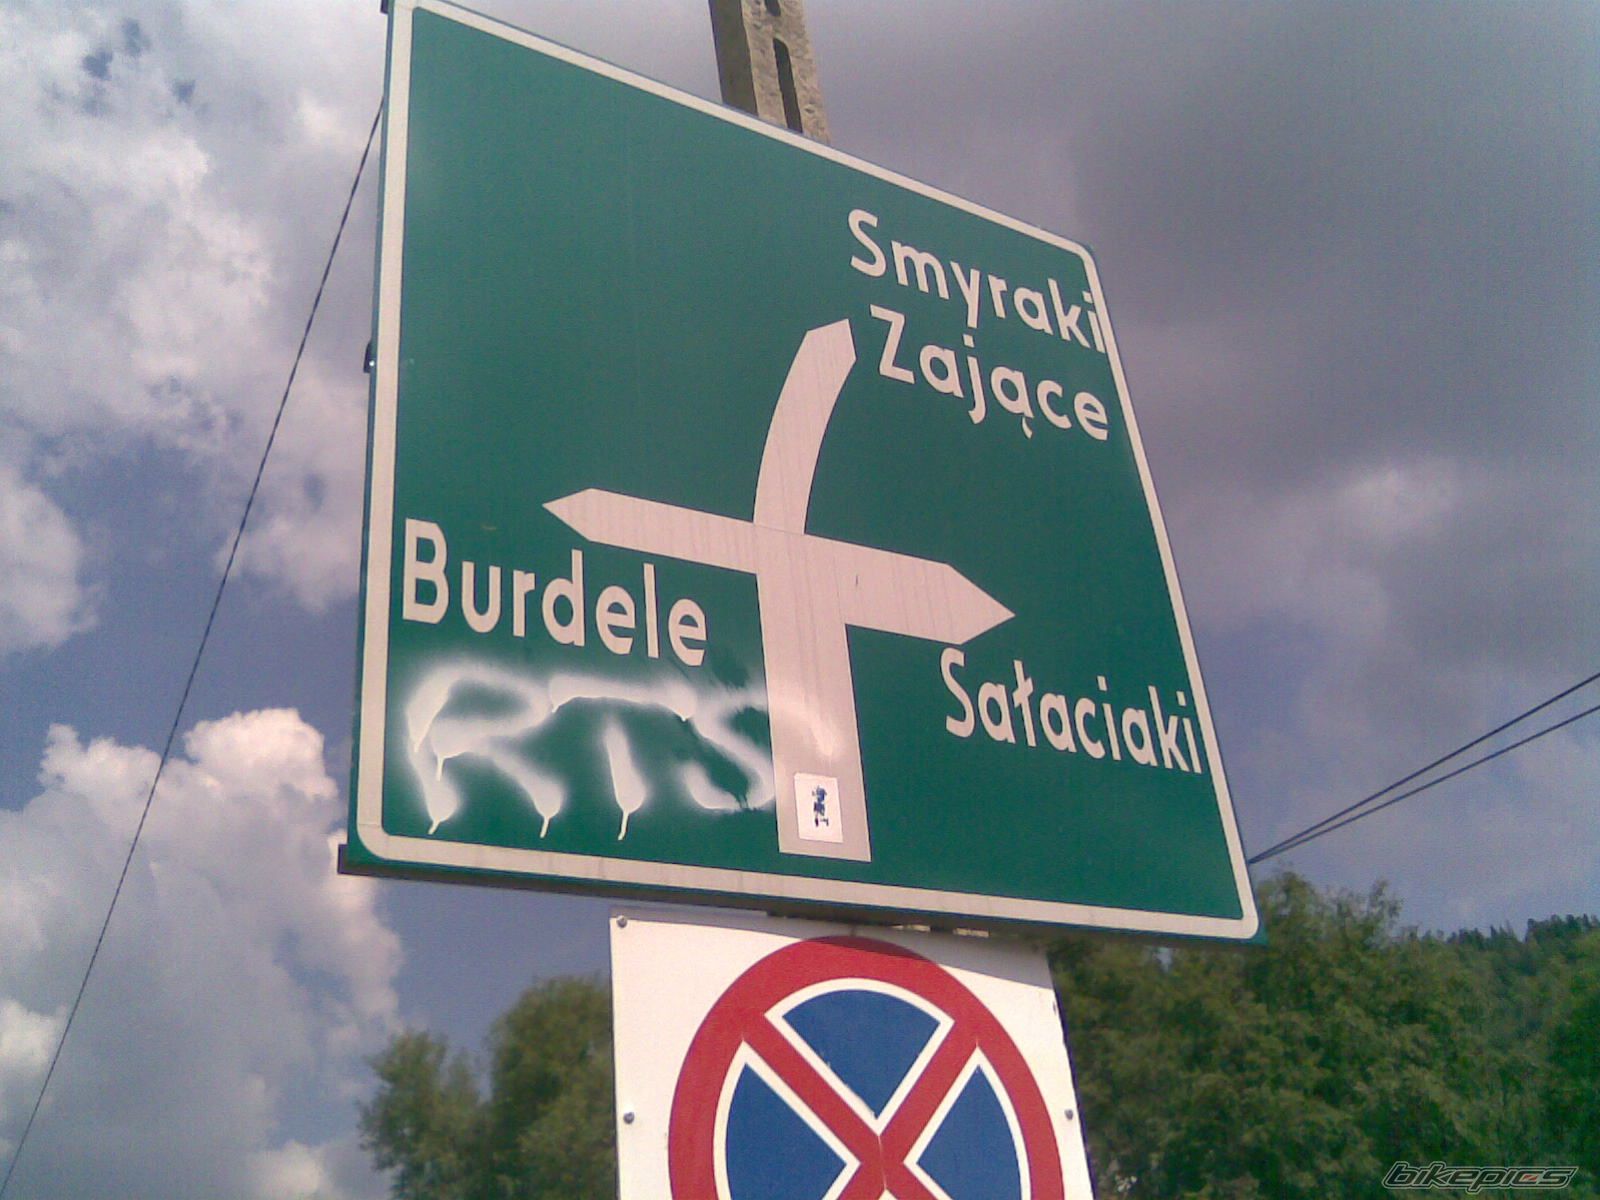 Smyraki
Zające
Burdele
Sałaciaki
RTS
bikepics